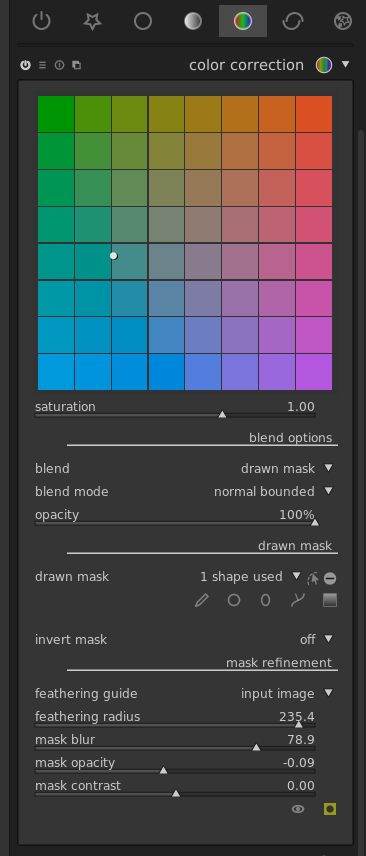 color correction
saturation 1.00
blend options
blend drawn mask
blend mode normal bounded
opacity 100%
drawn mask
drawn mask 1 shape used
invert mask off
mask refinement
feathering guide input image
feathering radius 235.4
mask blur 78.9
mask opacity -0.09
mask contrast 0.00